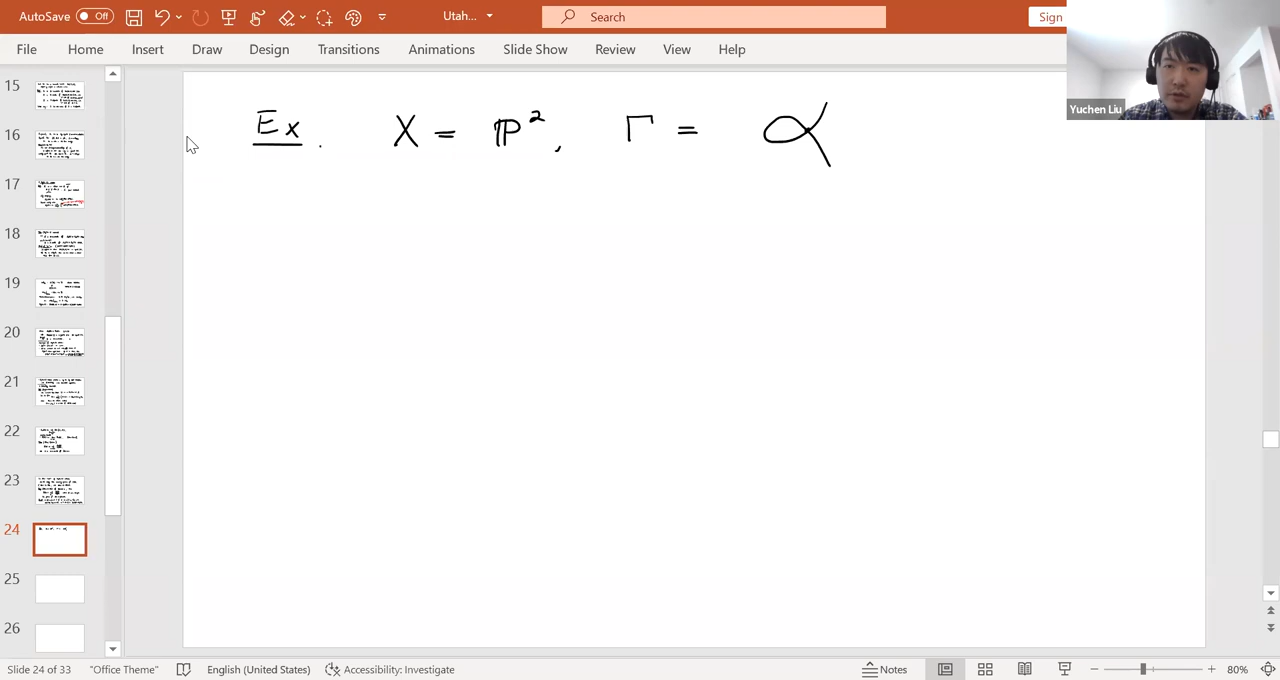 AutoSave Off Utah... Search Sign
File Home Insert Draw Design Transitions Animations Slide Show Review View Help
Yuchen Liu
15
16
17
18
19
20
21
22
23
24
25
26
Ex. X = ℙ², Γ =
Slide 24 of 33 "Office Theme" English (United States) Accessibility: Investigate Notes 80%